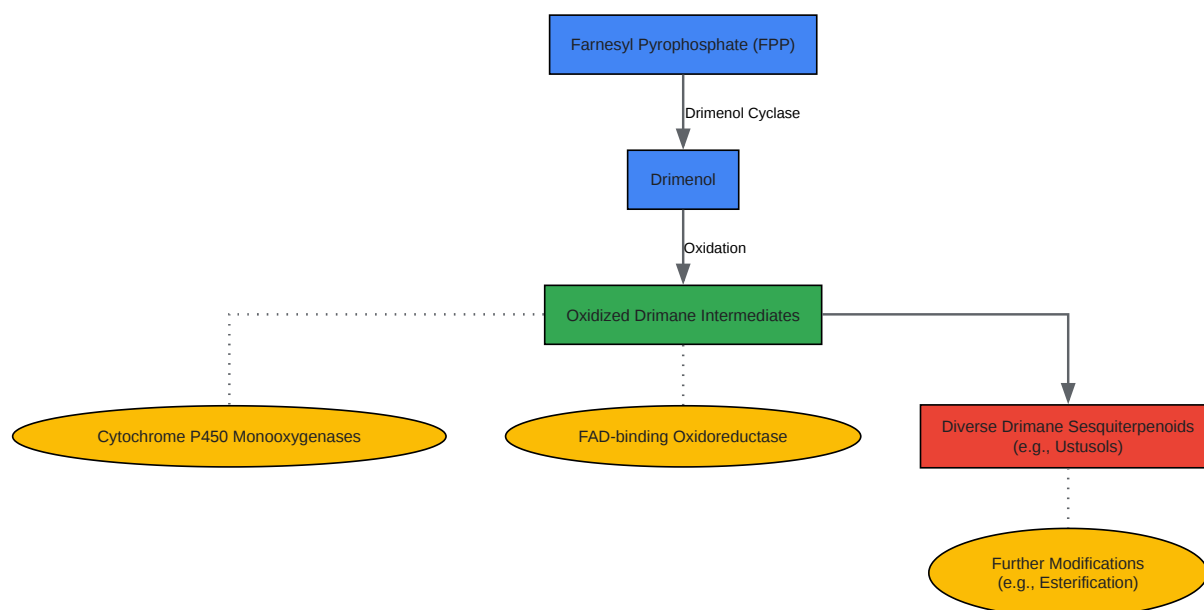 Farnesyl Pyrophosphate (FPP)
Drimenol Cyclase
Drimenol
Oxidation
Oxidized Drimane Intermediates
Cytochrome P450 Monooxygenases
FAD-binding Oxidoreductase
Diverse Drimane Sesquiterpenoids
(e.g., Ustusols)
Further Modifications
(e.g., Esterification)